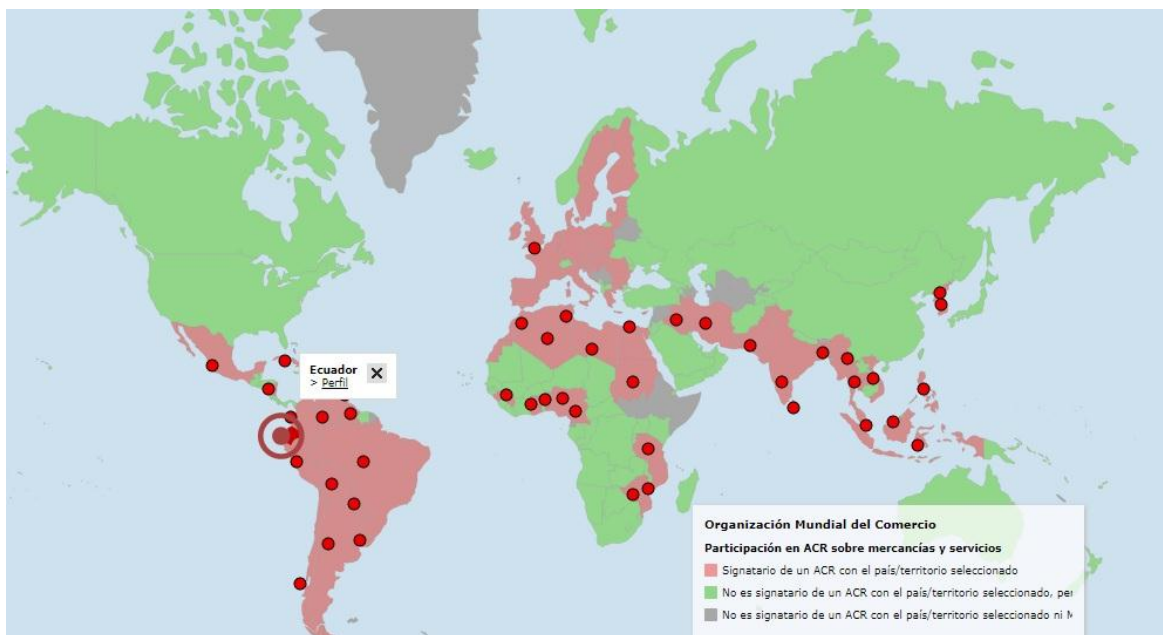 Ecuador
> Perfil
Organización Mundial del Comercio
Participación en ACR sobre mercancías y servicios
Signatario de un ACR con el país/territorio seleccionado
No es signatario de un ACR con el país/territorio seleccionado, per
No es signatario de un ACR con el país/territorio seleccionado ni M